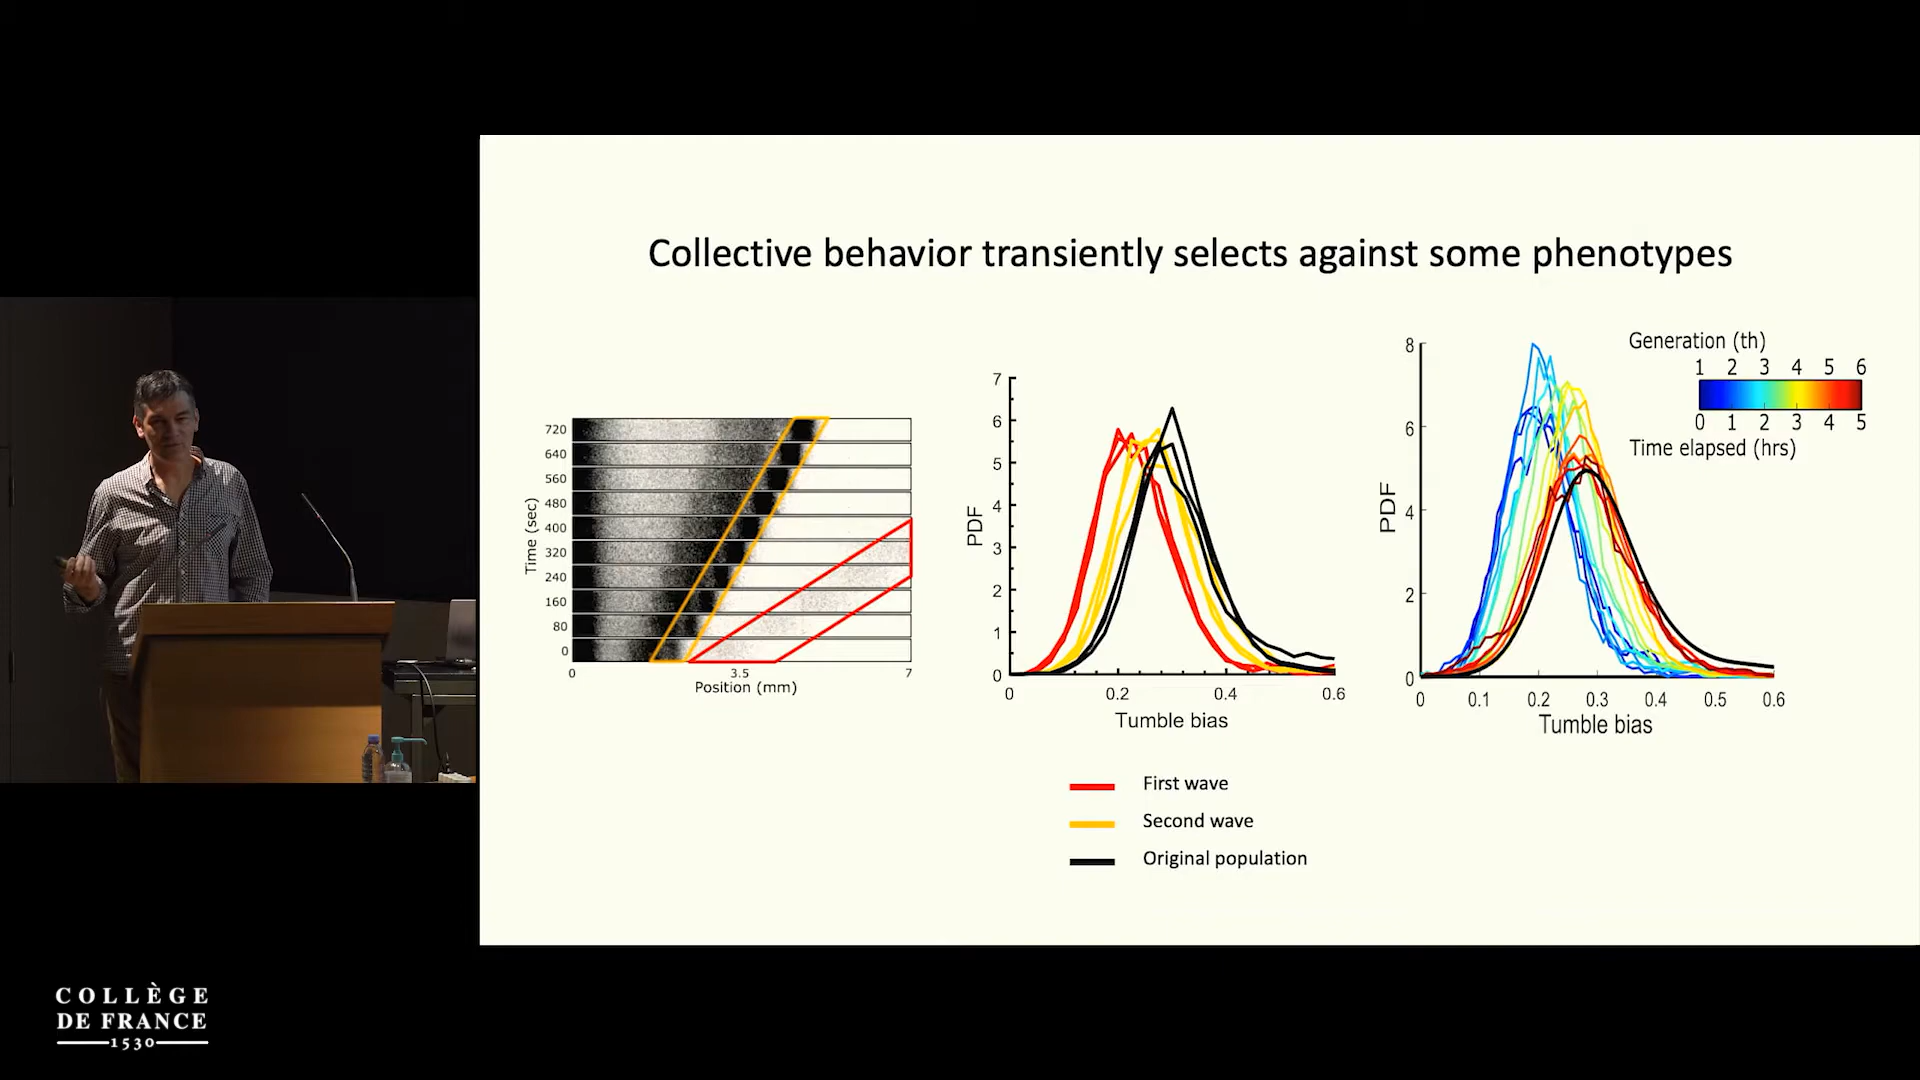 Collective behavior transiently selects against some phenotypes
Time (sec)
720
640
560
480
400
320
240
160
80
0
0 3.5 7
Position (mm)
PDF
7
6
5
4
3
2
1
0
0 0.2 0.4 0.6
Tumble bias
First wave
Second wave
Original population
PDF
8
6
4
2
0
0 0.1 0.2 0.3 0.4 0.5 0.6
Tumble bias
Generation (th)
1 2 3 4 5 6
0 1 2 3 4 5
Time elapsed (hrs)
COLLÈGE
DE FRANCE
1530